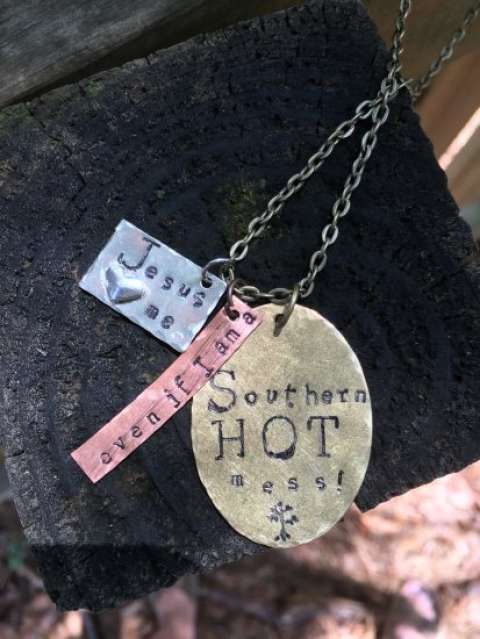 Jesus
me
even if I am a
Southern
HOT
mess!